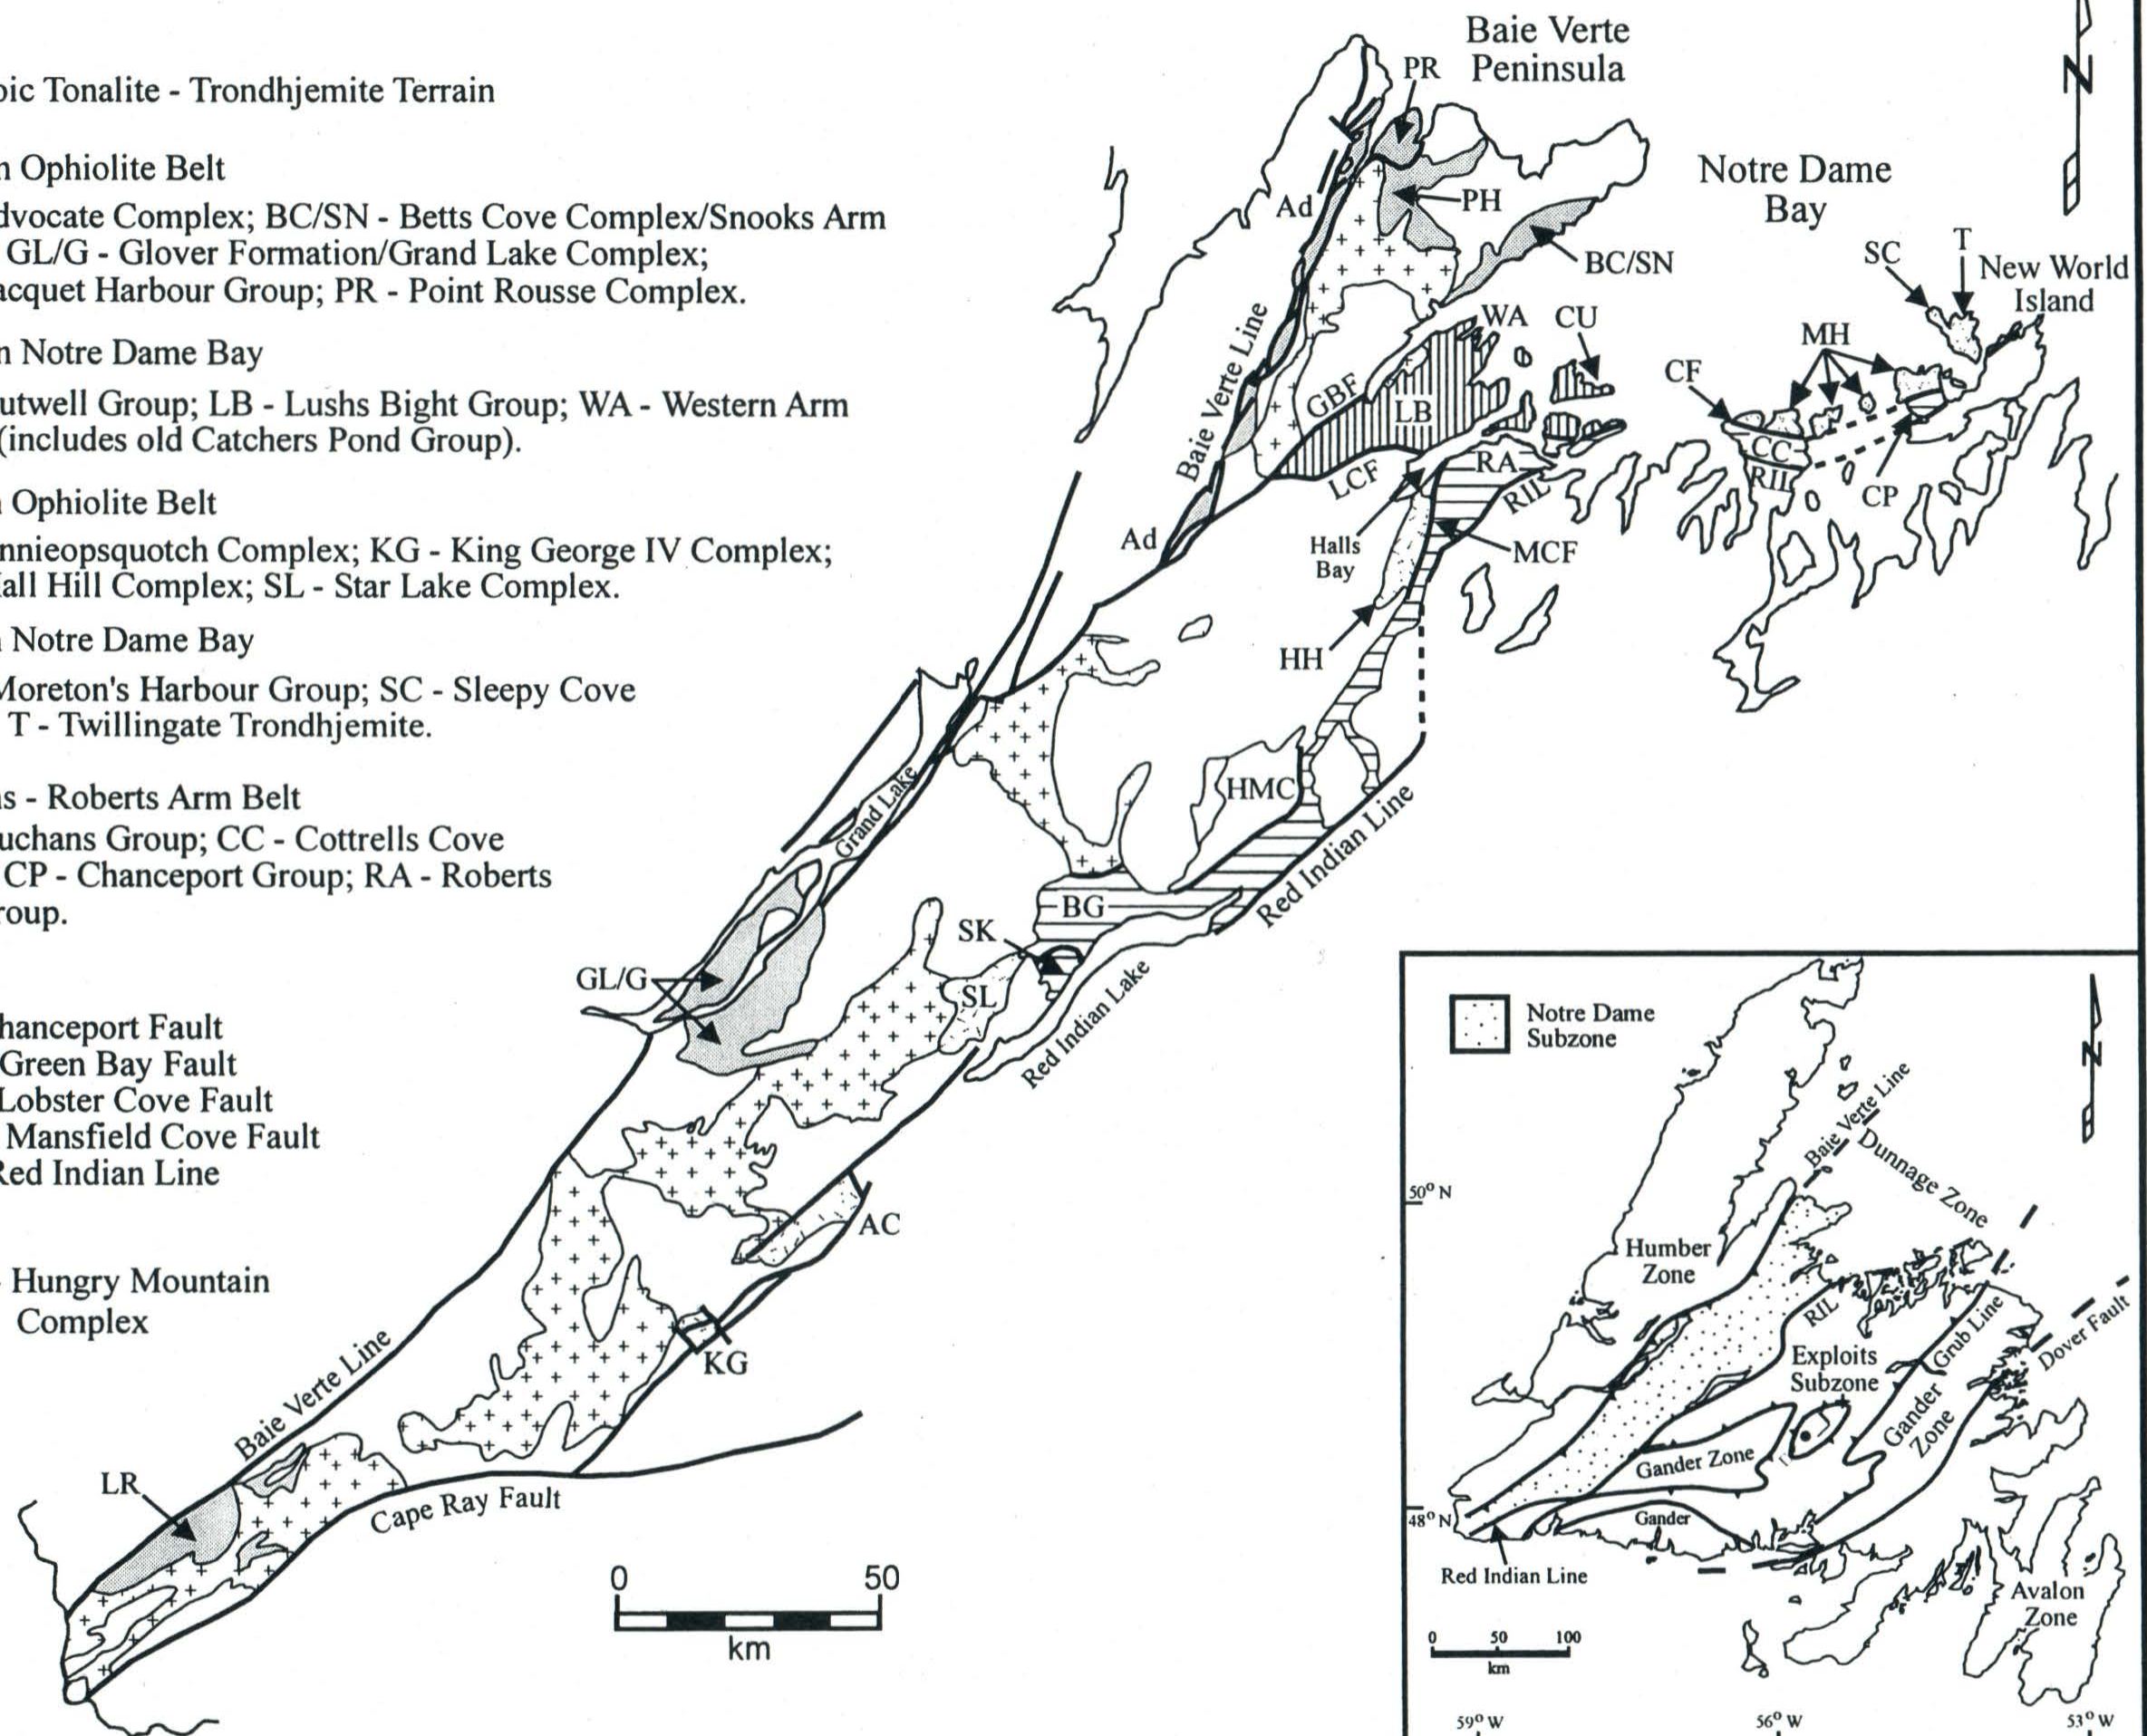 oic Tonalite - Trondhjemite Terrain
n Ophiolite Belt
dvocate Complex; BC/SN - Betts Cove Complex/Snooks Arm
GL/G - Glover Formation/Grand Lake Complex;
acquet Harbour Group; PR - Point Rousse Complex.
n Notre Dame Bay
utwell Group; LB - Lushs Bight Group; WA - Western Arm
(includes old Catchers Pond Group).
n Ophiolite Belt
nnieopsquotch Complex; KG - King George IV Complex;
all Hill Complex; SL - Star Lake Complex.
n Notre Dame Bay
Moreton's Harbour Group; SC - Sleepy Cove
T - Twillingate Trondhjemite.
ns - Roberts Arm Belt
uchans Group; CC - Cottrells Cove
CP - Chanceport Group; RA - Roberts
roup.
hanceport Fault
Green Bay Fault
Lobster Cove Fault
Mansfield Cove Fault
Red Indian Line
- Hungry Mountain
Complex
Baie Verte
Peninsula
PR
N
Notre Dame
Bay
Ad
PH
BC/SN
SC
T
New World
Island
WA
CU
MH
CF
Baie Verte Line
GBF
LB
LCF
RA
RIL
CC
RIL
CP
Ad
Halls
Bay
MCF
HH
HMC
Grand Lake
Red Indian Line
BG
SK
GL/G
SL
Red Indian Lake
AC
KG
Baie Verte Line
LR
Cape Ray Fault
0 50
km
Notre Dame
Subzone
N
Baie Verte Line
Dunnage Zone
50° N
Humber
Zone
RIL
Exploits
Subzone
Grub Line
Dover Fault
Gander
Zone
Gander Zone
48° N
Gander
Red Indian Line
Avalon
Zone
0 50 100
km
59° W 56° W 53° W